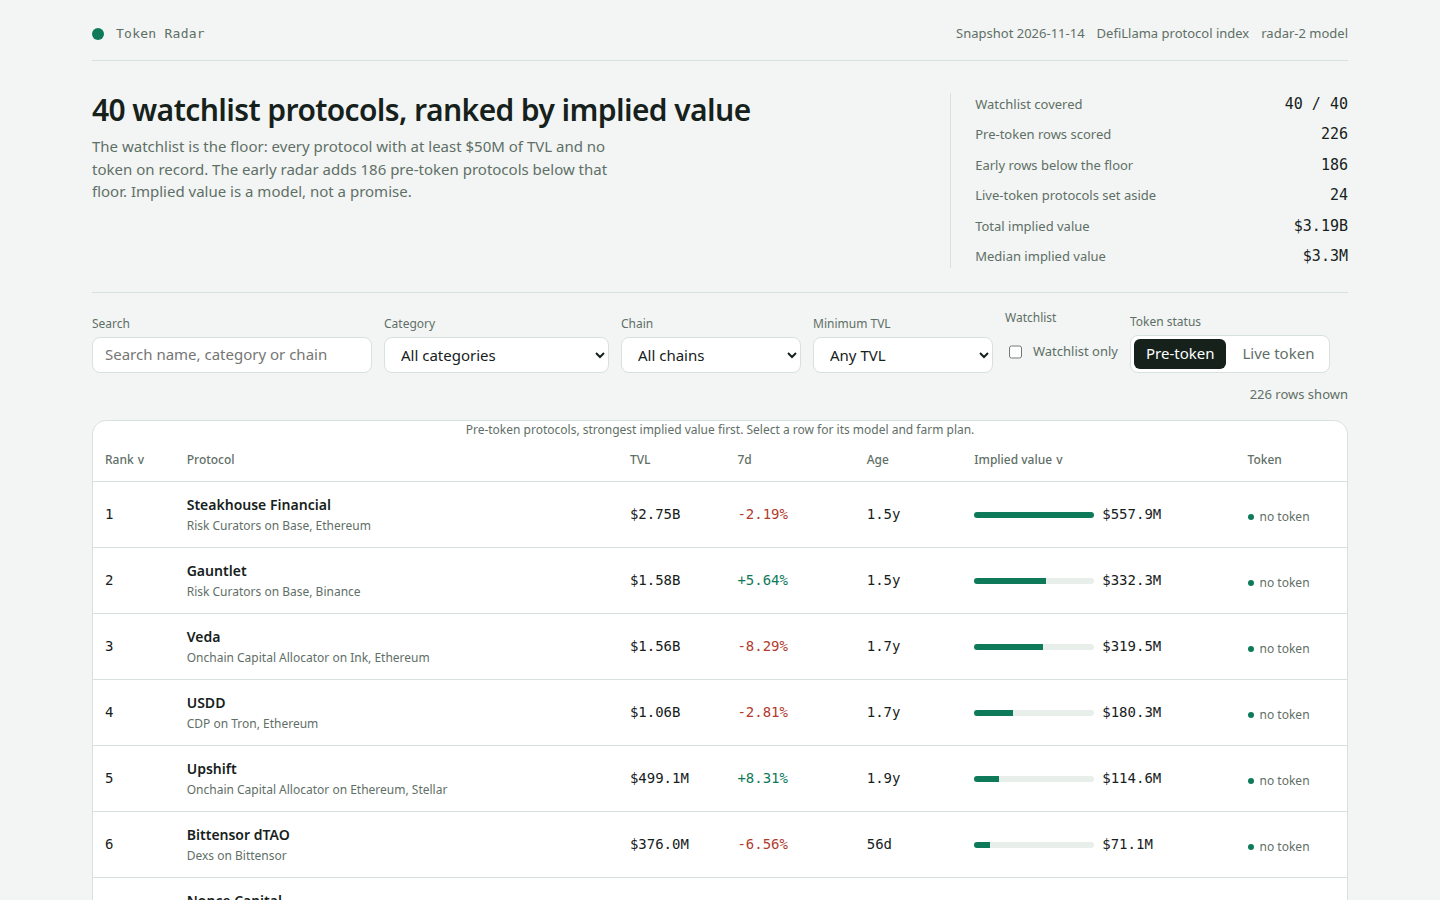 Token Radar
Snapshot 2026-11-14 DefiLlama protocol index radar-2 model
40 watchlist protocols, ranked by implied value
The watchlist is the floor: every protocol with at least $50M of TVL and no
token on record. The early radar adds 186 pre-token protocols below that
floor. Implied value is a model, not a promise.
Watchlist covered 40 / 40
Pre-token rows scored 226
Early rows below the floor 186
Live-token protocols set aside 24
Total implied value $3.19B
Median implied value $3.3M
Search Category Chain Minimum TVL Watchlist Token status
Search name, category or chain All categories All chains Any TVL Watchlist only Pre-token Live token
226 rows shown
Pre-token protocols, strongest implied value first. Select a row for its model and farm plan.
Rank v Protocol TVL 7d Age Implied value v Token
1 Steakhouse Financial $2.75B -2.19% 1.5y $557.9M no token
Risk Curators on Base, Ethereum
2 Gauntlet $1.58B +5.64% 1.5y $332.3M no token
Risk Curators on Base, Binance
3 Veda $1.56B -8.29% 1.7y $319.5M no token
Onchain Capital Allocator on Ink, Ethereum
4 USDD $1.06B -2.81% 1.7y $180.3M no token
CDP on Tron, Ethereum
5 Upshift $499.1M +8.31% 1.9y $114.6M no token
Onchain Capital Allocator on Ethereum, Stellar
6 Bittensor dTAO $376.0M -6.56% 56d $71.1M no token
Dexs on Bittensor
Nonce Capital